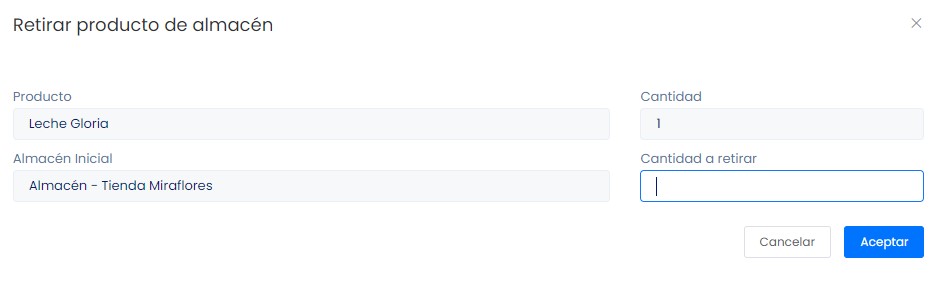 Retirar producto de almacén
Producto
Cantidad
Leche Gloria
1
Almacén Inicial
Cantidad a retirar
Almacén - Tienda Miraflores
Cancelar
Aceptar